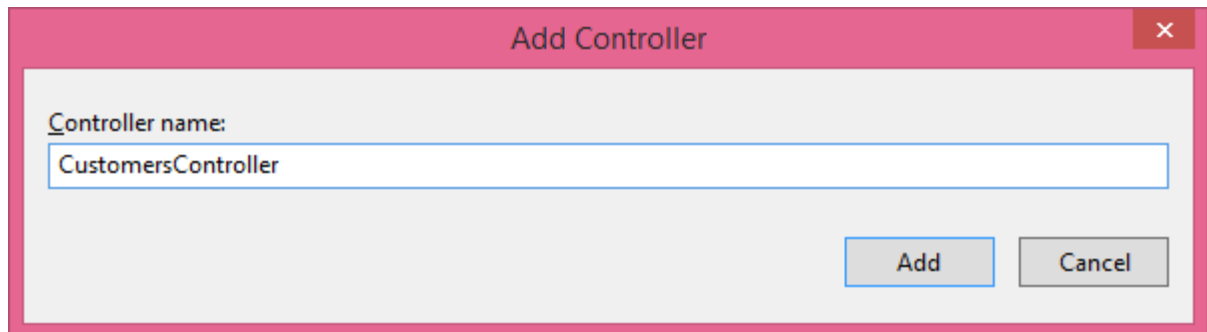 Add Controller
Controller name:
CustomersController
Add Cancel